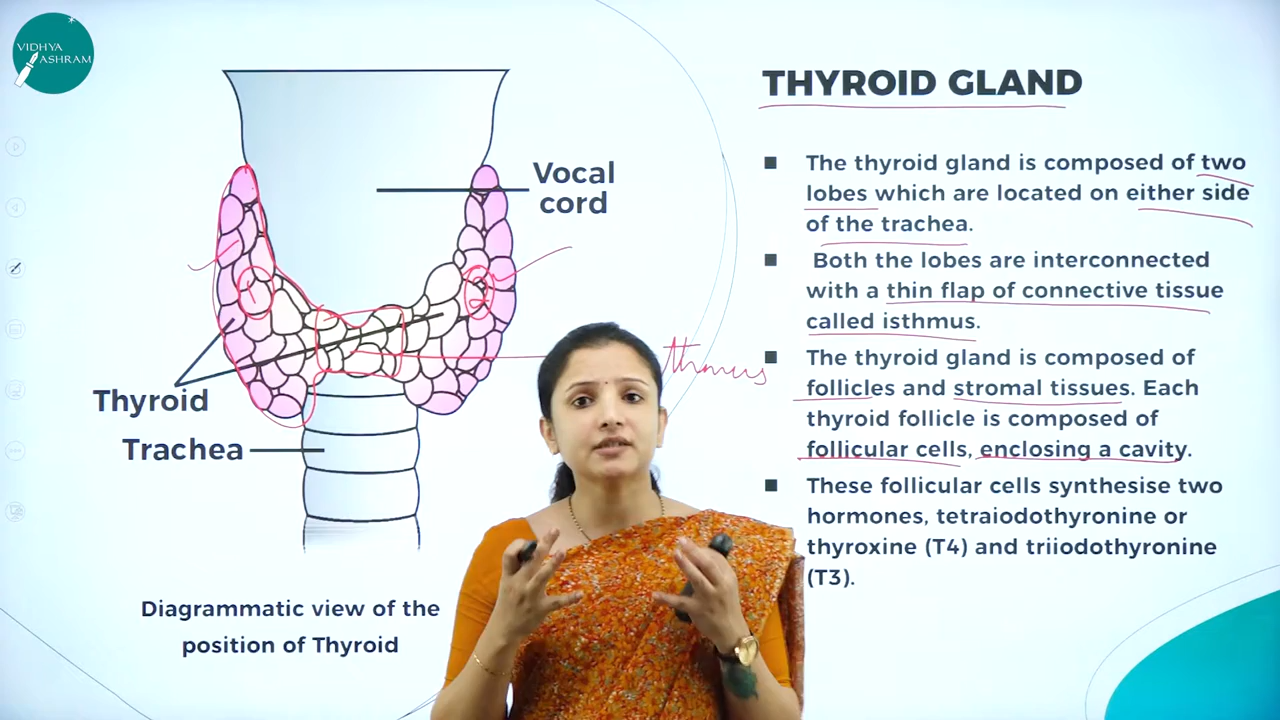 VIDHYA
ASHRAM
THYROID GLAND
Vocal
cord
Thyroid
Trachea
thmus
Diagrammatic view of the
position of Thyroid
■ The thyroid gland is composed of two
lobes which are located on either side
of the trachea.
■ Both the lobes are interconnected
with a thin flap of connective tissue
called isthmus.
■ The thyroid gland is composed of
follicles and stromal tissues. Each
thyroid follicle is composed of
follicular cells, enclosing a cavity.
■ These follicular cells synthesise two
hormones, tetraiodothyronine or
thyroxine (T4) and triiodothyronine
(T3).